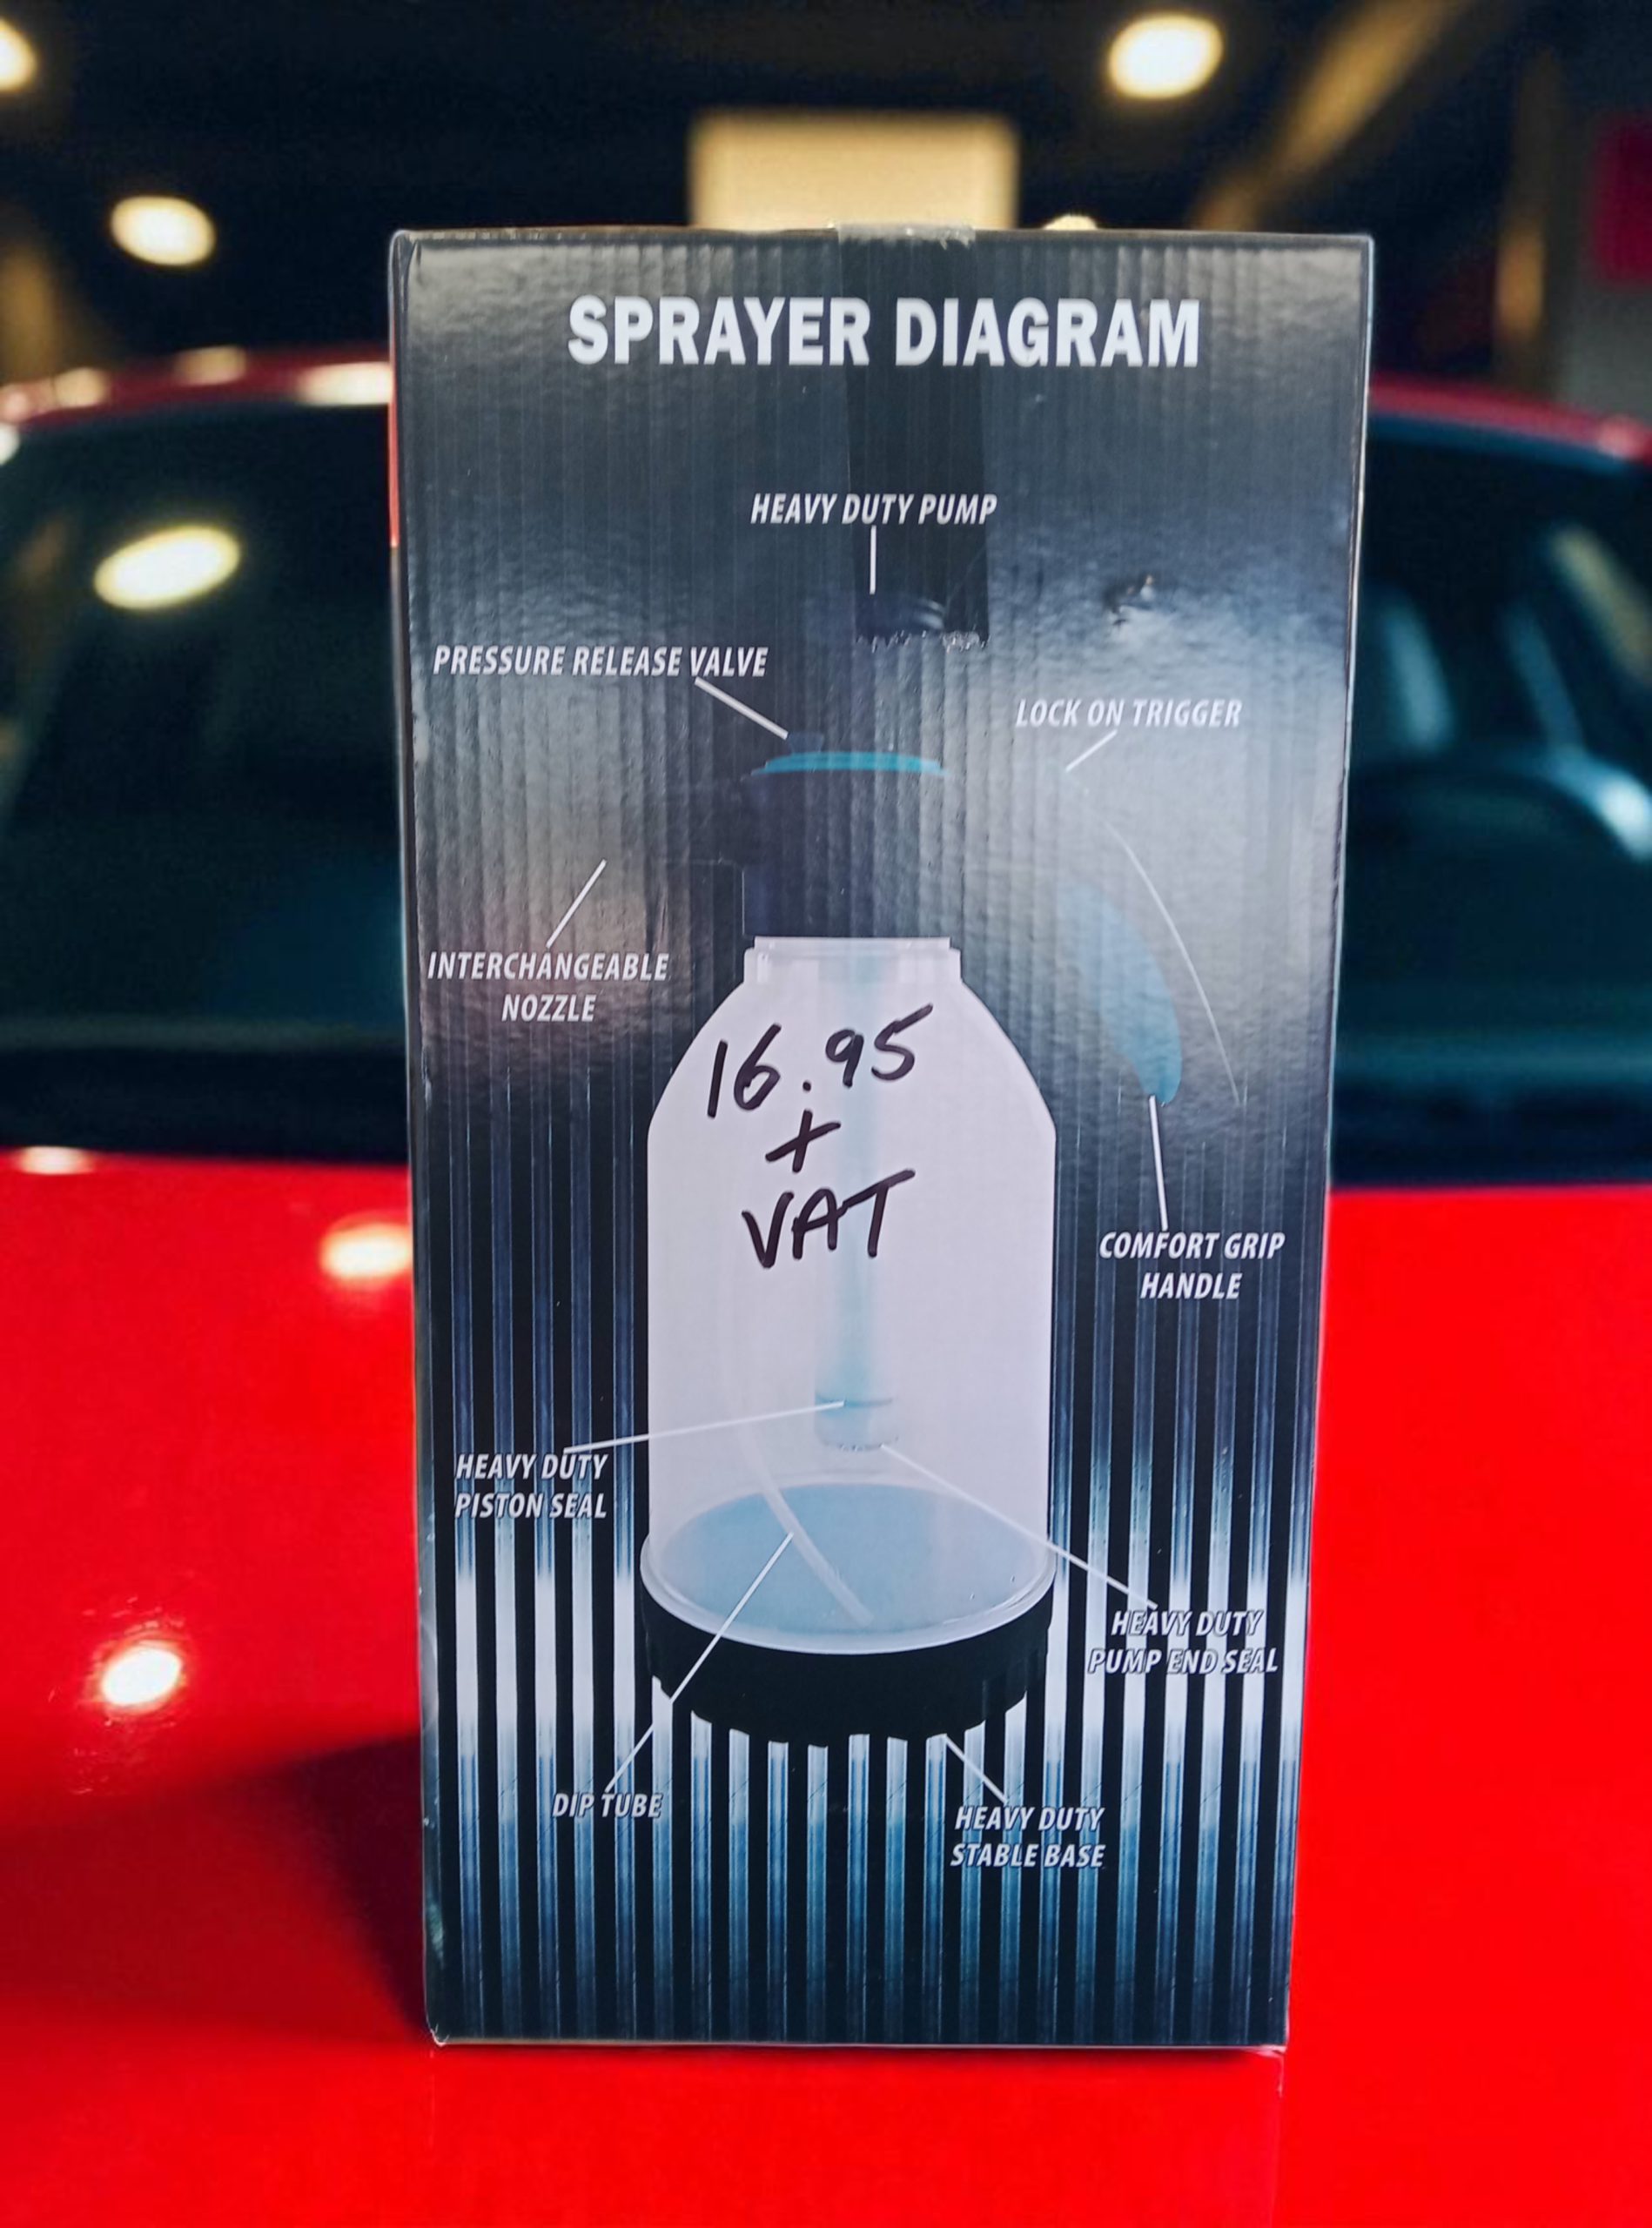 SPRAYER DIAGRAM
HEAVY DUTY PUMP
PRESSURE RELEASE VALVE
LOCK ON TRIGGER
INTERCHANGEABLE
NOZZLE
16.95
+
VAT
COMFORT GRIP
HANDLE
HEAVY DUTY
PISTON SEAL
HEAVY DUTY
PUMP END SEAL
DIP TUBE
HEAVY DUTY
STABLE BASE